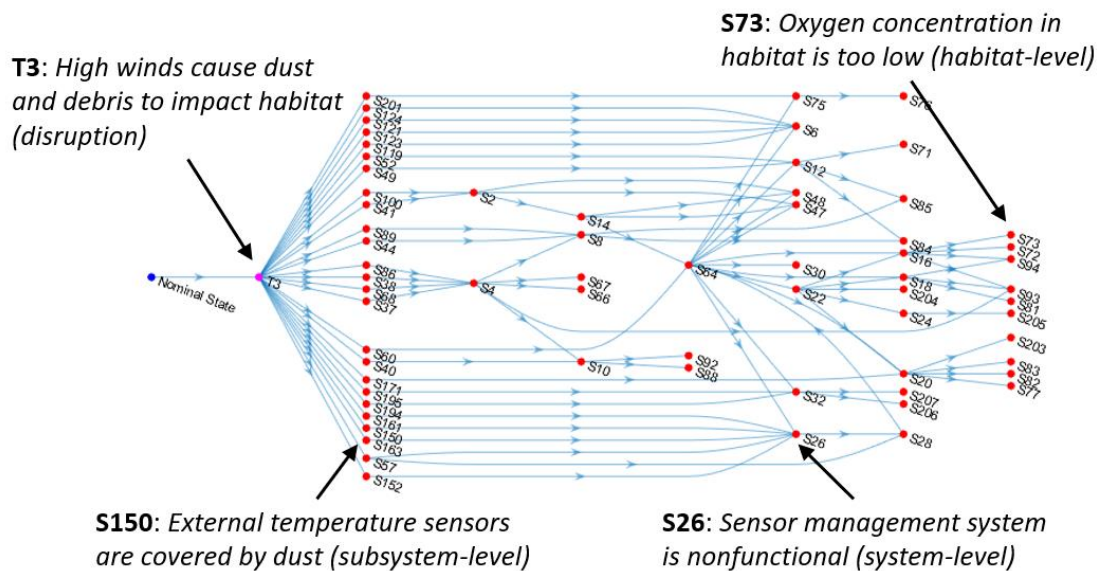 S73: Oxygen concentration in
habitat is too low (habitat-level)
T3: High winds cause dust
and debris to impact habitat
(disruption)
S201
S124
S121
S123
S119
S52
S49
S100
S41
S89
S44
S86
S38
S68
S37
S60
S40
S171
S195
S194
S161
S150
S163
S57
S152
Nominal State
T3
S2
S4
S14
S8
S67
S66
S10
S92
S88
S64
S75
S6
S12
S48
S47
S30
S22
S32
S26
S76
S71
S85
S84
S16
S18
S204
S24
S20
S207
S206
S28
S73
S72
S94
S93
S81
S205
S203
S83
S82
S77
S150: External temperature sensors
are covered by dust (subsystem-level)
S26: Sensor management system
is nonfunctional (system-level)